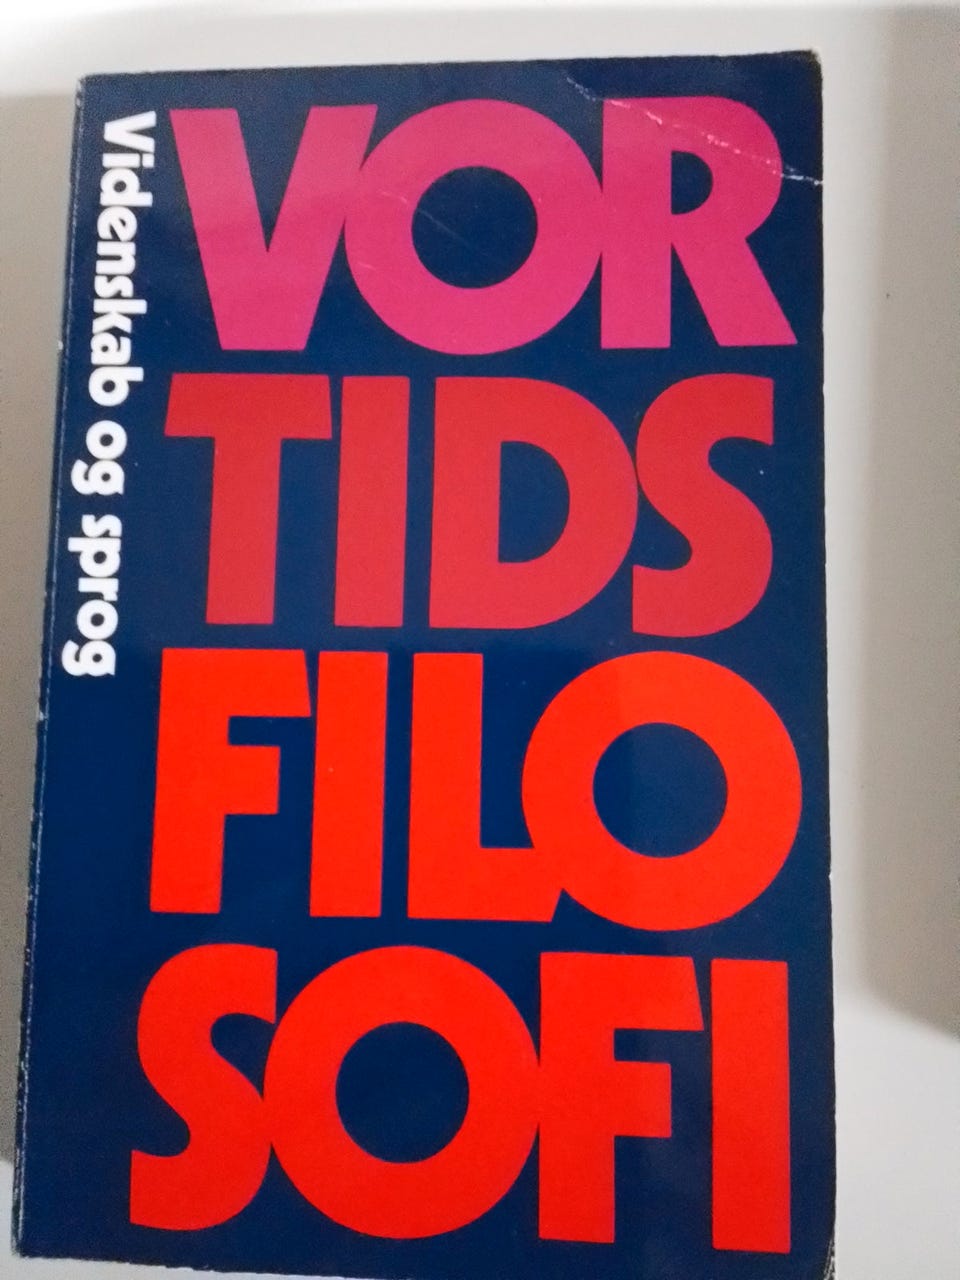 VOR
TIDS
FILO
SOFI
Videnskab og sprog